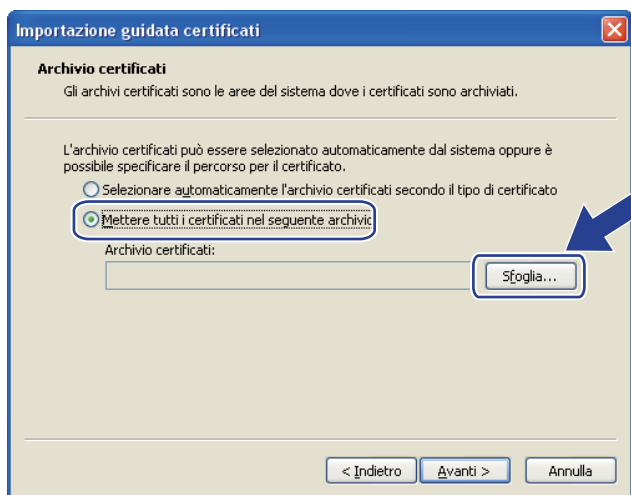 Importazione guidata certificati
Archivio certificati
Gli archivi certificati sono le aree del sistema dove i certificati sono archiviati.
L'archivio certificati può essere selezionato automaticamente dal sistema oppure è
possibile specificare il percorso per il certificato.
Selezionare automaticamente l'archivio certificati secondo il tipo di certificato
Mettere tutti i certificati nel seguente archivio
Archivio certificati:
Sfoglia...
< Indietro
Avanti >
Annulla